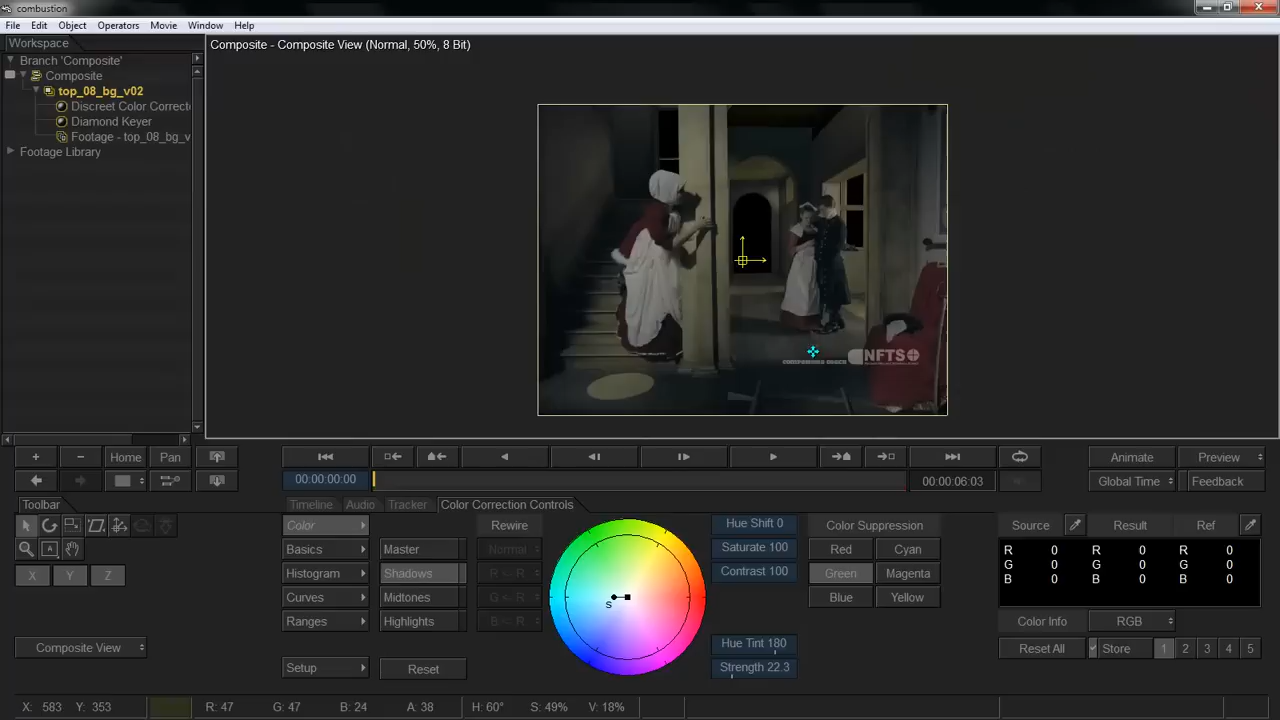 combustion
File Edit Object Operators Movie Window Help
Workspace
Composite - Composite View (Normal, 50%, 8 Bit)
Branch 'Composite'
Composite
top_08_bg_v02
Discreet Color Correct
Diamond Keyer
Footage - top_08_bg_v
Footage Library
NFTS
+ − Home Pan
Animate Preview
00:00:00:00
00:00:06:03
Global Time Feedback
Toolbar
Timeline Audio Tracker Color Correction Controls
Color Rewire Hue Shift 0 Color Suppression Source Result Ref
Basics Master Normal Saturate 100 Red Cyan R 0 R 0 R 0
Histogram Shadows R < R Contrast 100 Green Magenta G 0 G 0 G 0
X Y Z
Curves Midtones G < R S Blue Yellow B 0 B 0 B 0
Ranges Highlights B < R Color Info RGB
Composite View Hue Tint 180 Reset All Store 1 2 3 4 5
Setup Reset Strength 22.3
X: 583 Y: 353 R: 47 G: 47 B: 24 A: 38 H: 60° S: 49% V: 18%